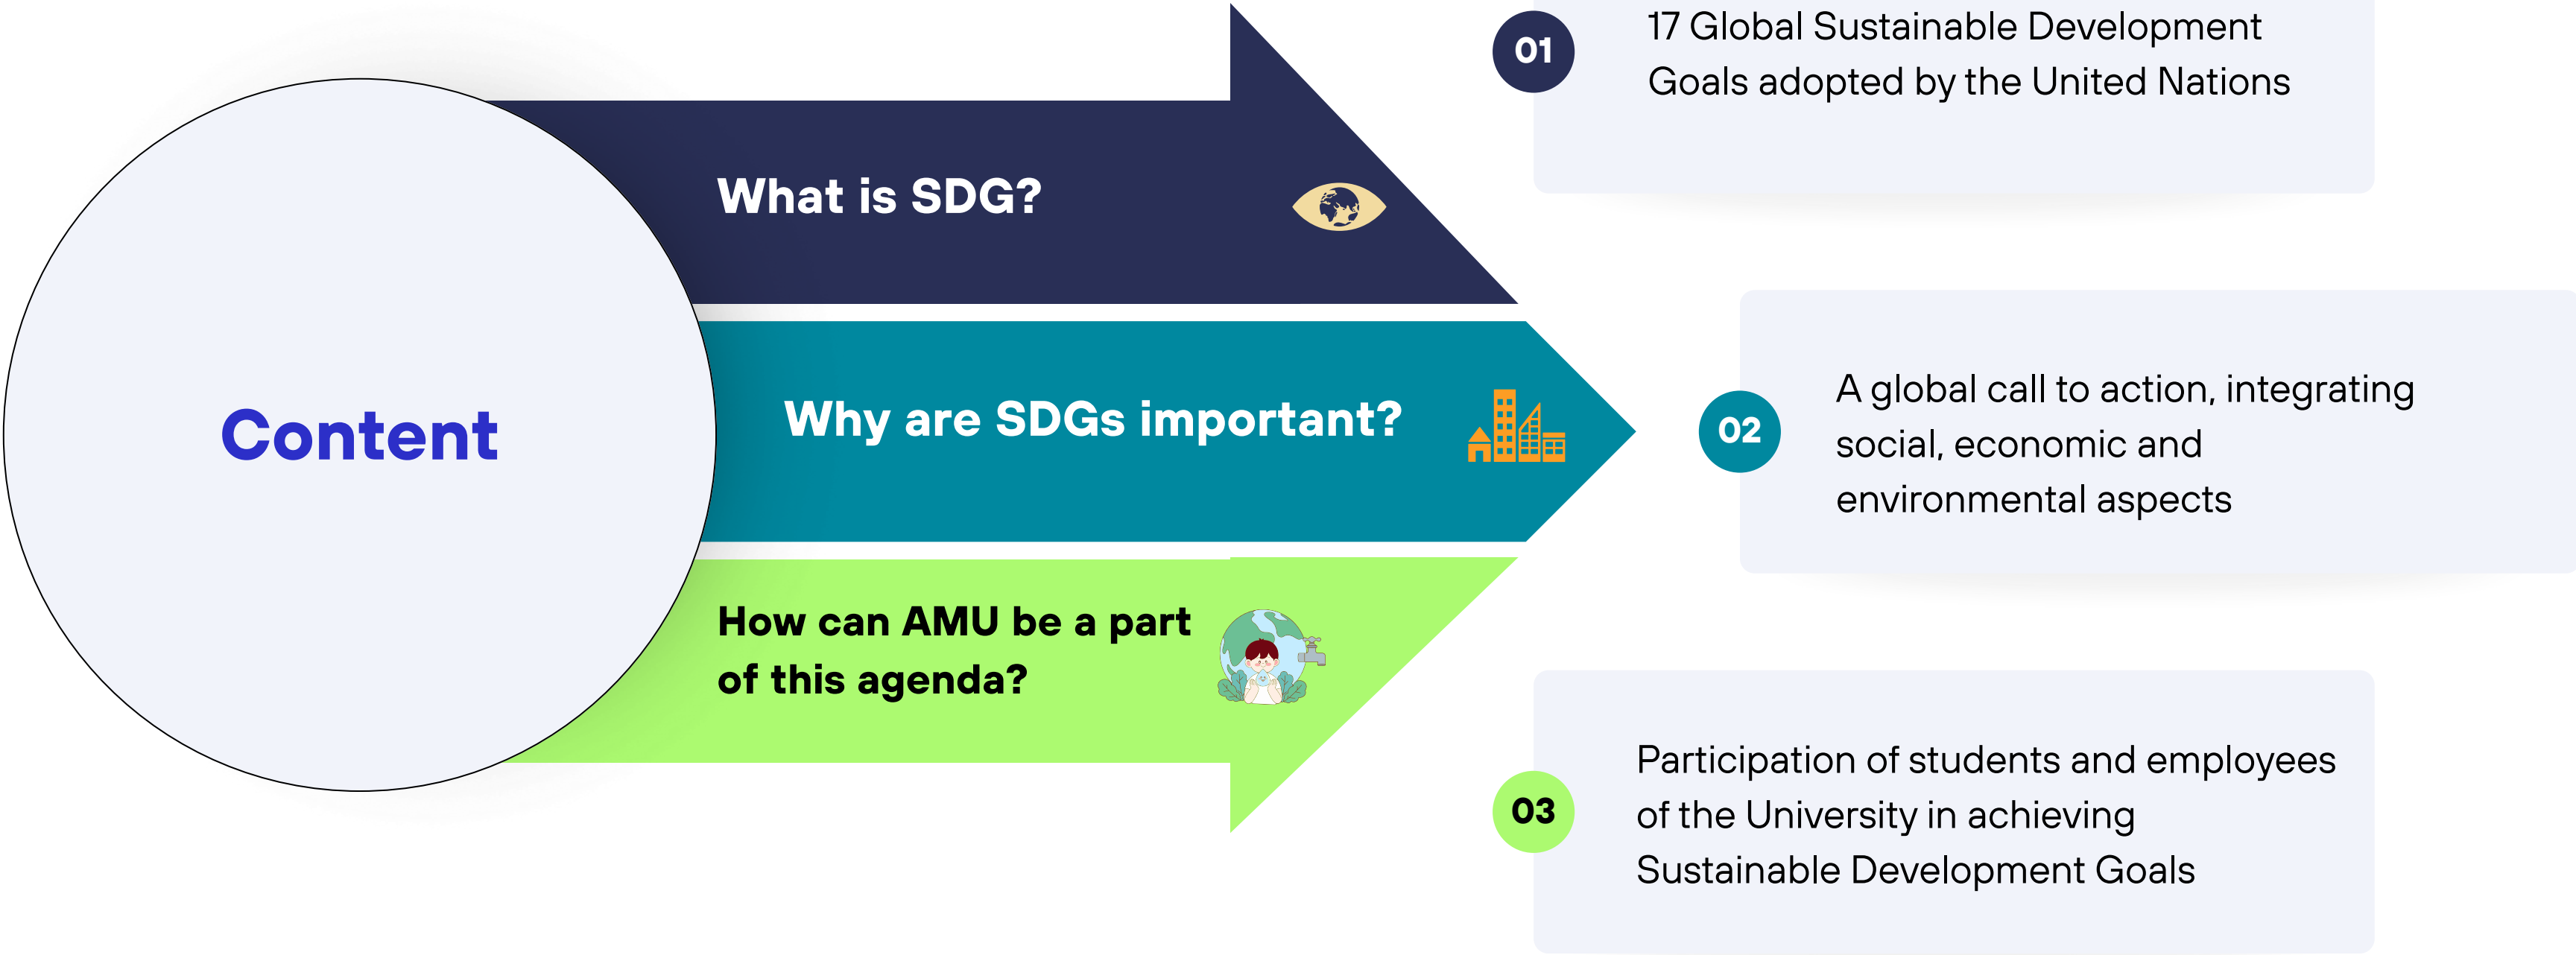 Content
What is SDG?
01
17 Global Sustainable Development
Goals adopted by the United Nations
Why are SDGs important?
02
A global call to action, integrating
social, economic and
environmental aspects
How can AMU be a part
of this agenda?
03
Participation of students and employees
of the University in achieving
Sustainable Development Goals